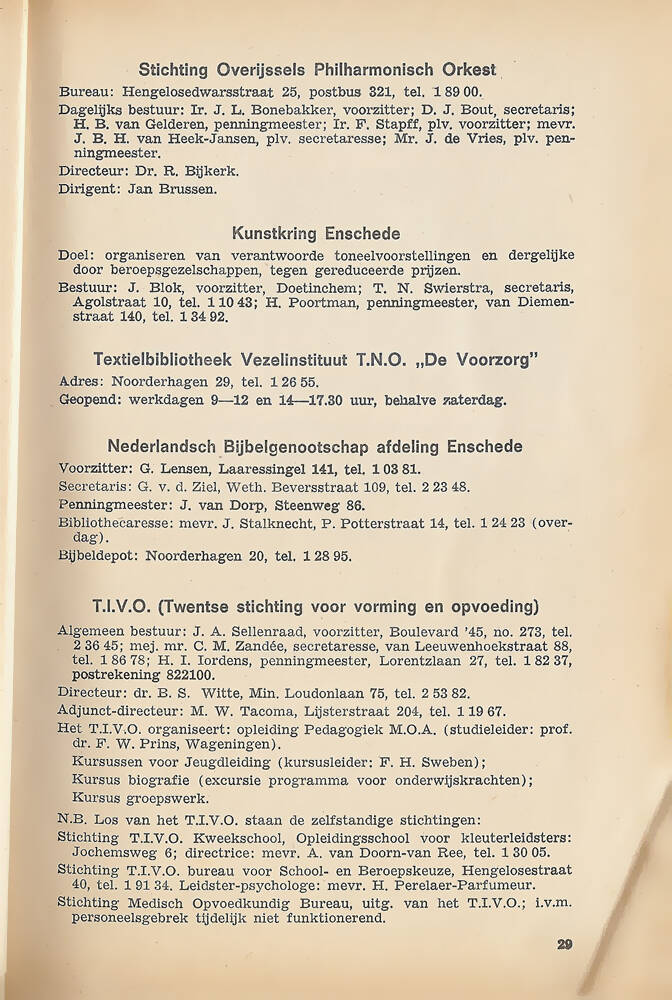 Stichting Overijssels Philharmonisch Orkest
Bureau: Hengelosedwarsstraat 25, postbus 321, tel. 1 89 00.
Dagelijks bestuur: Ir. J. L. Bonebakker, voorzitter; D. J. Bout, secretaris;
H. B. van Gelderen, penningmeester; Ir. F. Stapff, plv. voorzitter; mevr.
J. B. H. van Heek-Jansen, plv. secretaresse; Mr. J. de Vries, plv. pen-
ningmeester.
Directeur: Dr. R. Bijkerk.
Dirigent: Jan Brussen.
Kunstkring Enschede
Doel: organiseren van verantwoorde toneelvoorstellingen en dergelijke
door beroepsgezelschappen, tegen gereduceerde prijzen.
Bestuur: J. Blok, voorzitter, Doetinchem; T. N. Swierstra, secretaris,
Agolstraat 10, tel. 1 10 43; H. Poortman, penningmeester, van Diemen-
straat 140, tel. 1 34 92.
Textielbibliotheek Vezelinstituut T.N.O. „De Voorzorg”
Adres: Noorderhagen 29, tel. 1 26 55.
Geopend: werkdagen 9—12 en 14—17.30 uur, behalve zaterdag.
Nederlandsch Bijbelgenootschap afdeling Enschede
Voorzitter: G. Lensen, Laaressingel 141, tel. 1 03 81.
Secretaris: G. v. d. Ziel, Weth. Beversstraat 109, tel. 2 23 48.
Penningmeester: J. van Dorp, Steenweg 86.
Bibliothecaresse: mevr. J. Stalknecht, P. Potterstraat 14, tel. 1 24 23 (over-
dag).
Bijbeldepot: Noorderhagen 20, tel. 1 28 95.
T.I.V.O. (Twentse stichting voor vorming en opvoeding)
Algemeen bestuur: J. A. Sellenraad, voorzitter, Boulevard '45, no. 273, tel.
2 36 45; mej. mr. C. M. Zandée, secretaresse, van Leeuwenhoekstraat 88,
tel. 1 86 78; H. I. Iordens, penningmeester, Lorentzlaan 27, tel. 1 82 37,
postrekening 822100.
Directeur: dr. B. S. Witte, Min. Loudonlaan 75, tel. 2 53 82.
Adjunct-directeur: M. W. Tacoma, Lijsterstraat 204, tel. 1 19 67.
Het T.I.V.O. organiseert: opleiding Pedagogiek M.O.A. (studieleider: prof.
dr. F. W. Prins, Wageningen).
Kursussen voor Jeugdleiding (kursusleider: F. H. Sweben);
Kursus biografie (excursie programma voor onderwijskrachten);
Kursus groepswerk.
N.B. Los van het T.I.V.O. staan de zelfstandige stichtingen:
Stichting T.I.V.O. Kweekschool, Opleidingsschool voor kleuterleidsters:
Jochemsweg 6; directrice: mevr. A. van Doorn-van Ree, tel. 1 30 05.
Stichting T.I.V.O. bureau voor School- en Beroepskeuze, Hengelosestraat
40, tel. 1 91 34. Leidster-psychologe: mevr. H. Perelaer-Parfumeur.
Stichting Medisch Opvoedkundig Bureau, uitg. van het T.I.V.O.; i.v.m.
personeelsgebrek tijdelijk niet funktionerend.
29